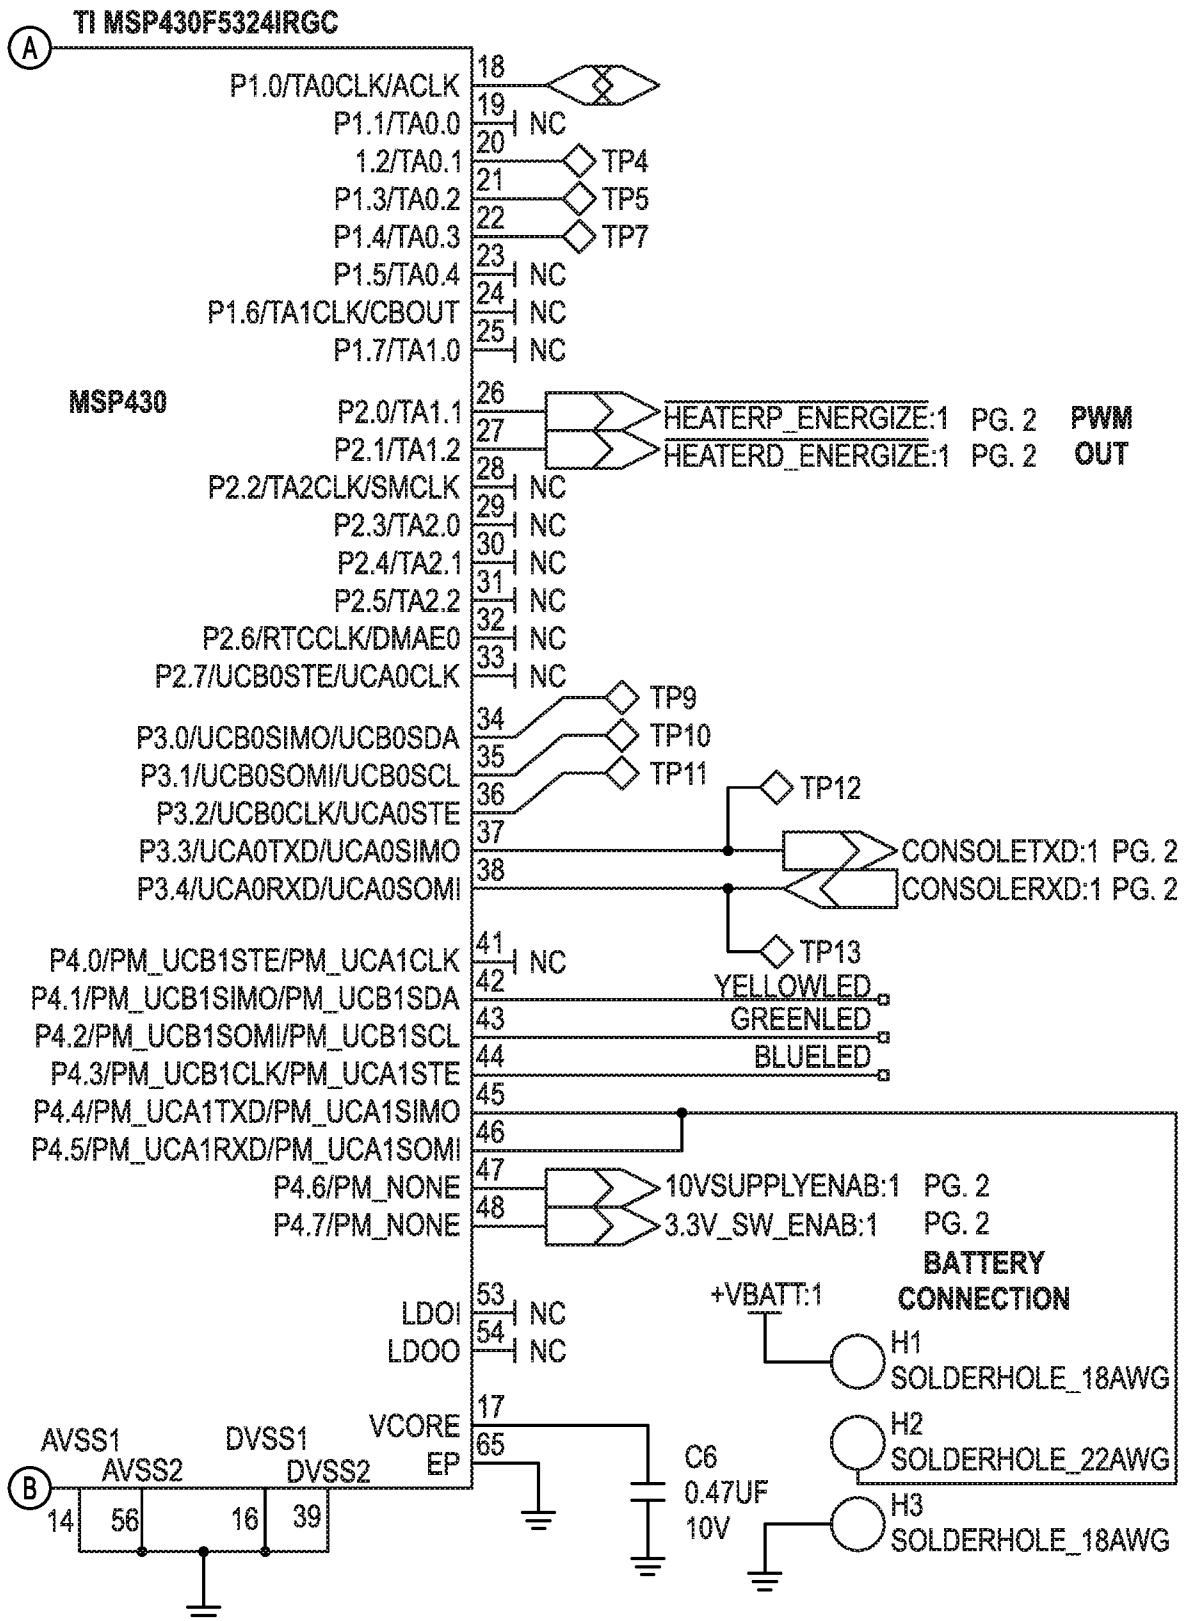 TI MSP430F5324IRGC
A
P1.0/TA0CLK/ACLK 18
P1.1/TA0.0 19 NC
1.2/TA0.1 20 TP4
P1.3/TA0.2 21 TP5
P1.4/TA0.3 22 TP7
P1.5/TA0.4 23 NC
P1.6/TA1CLK/CBOUT 24 NC
P1.7/TA1.0 25 NC
MSP430
P2.0/TA1.1 26 HEATERP_ENERGIZE:1 PG. 2 PWM
P2.1/TA1.2 27 HEATERD_ENERGIZE:1 PG. 2 OUT
P2.2/TA2CLK/SMCLK 28 NC
P2.3/TA2.0 29 NC
P2.4/TA2.1 30 NC
P2.5/TA2.2 31 NC
P2.6/RTCCLK/DMAE0 32 NC
P2.7/UCB0STE/UCA0CLK 33 NC
P3.0/UCB0SIMO/UCB0SDA 34 TP9
P3.1/UCB0SOMI/UCB0SCL 35 TP10
P3.2/UCB0CLK/UCA0STE 36 TP11
TP12
P3.3/UCA0TXD/UCA0SIMO 37 CONSOLETXD:1 PG. 2
P3.4/UCA0RXD/UCA0SOMI 38 CONSOLERXD:1 PG. 2
TP13
P4.0/PM_UCB1STE/PM_UCA1CLK 41 NC
P4.1/PM_UCB1SIMO/PM_UCB1SDA 42 YELLOWLED
P4.2/PM_UCB1SOMI/PM_UCB1SCL 43 GREENLED
P4.3/PM_UCB1CLK/PM_UCA1STE 44 BLUELED
P4.4/PM_UCA1TXD/PM_UCA1SIMO 45
P4.5/PM_UCA1RXD/PM_UCA1SOMI 46
P4.6/PM_NONE 47 10VSUPPLYENAB:1 PG. 2
P4.7/PM_NONE 48 3.3V_SW_ENAB:1 PG. 2
BATTERY
CONNECTION
+VBATT:1
LDOI 53 NC
LDOO 54 NC
H1
SOLDERHOLE_18AWG
H2
SOLDERHOLE_22AWG
H3
SOLDERHOLE_18AWG
VCORE 17
EP 65
C6
0.47UF
10V
AVSS1 DVSS1
AVSS2 DVSS2
B
14 56 16 39